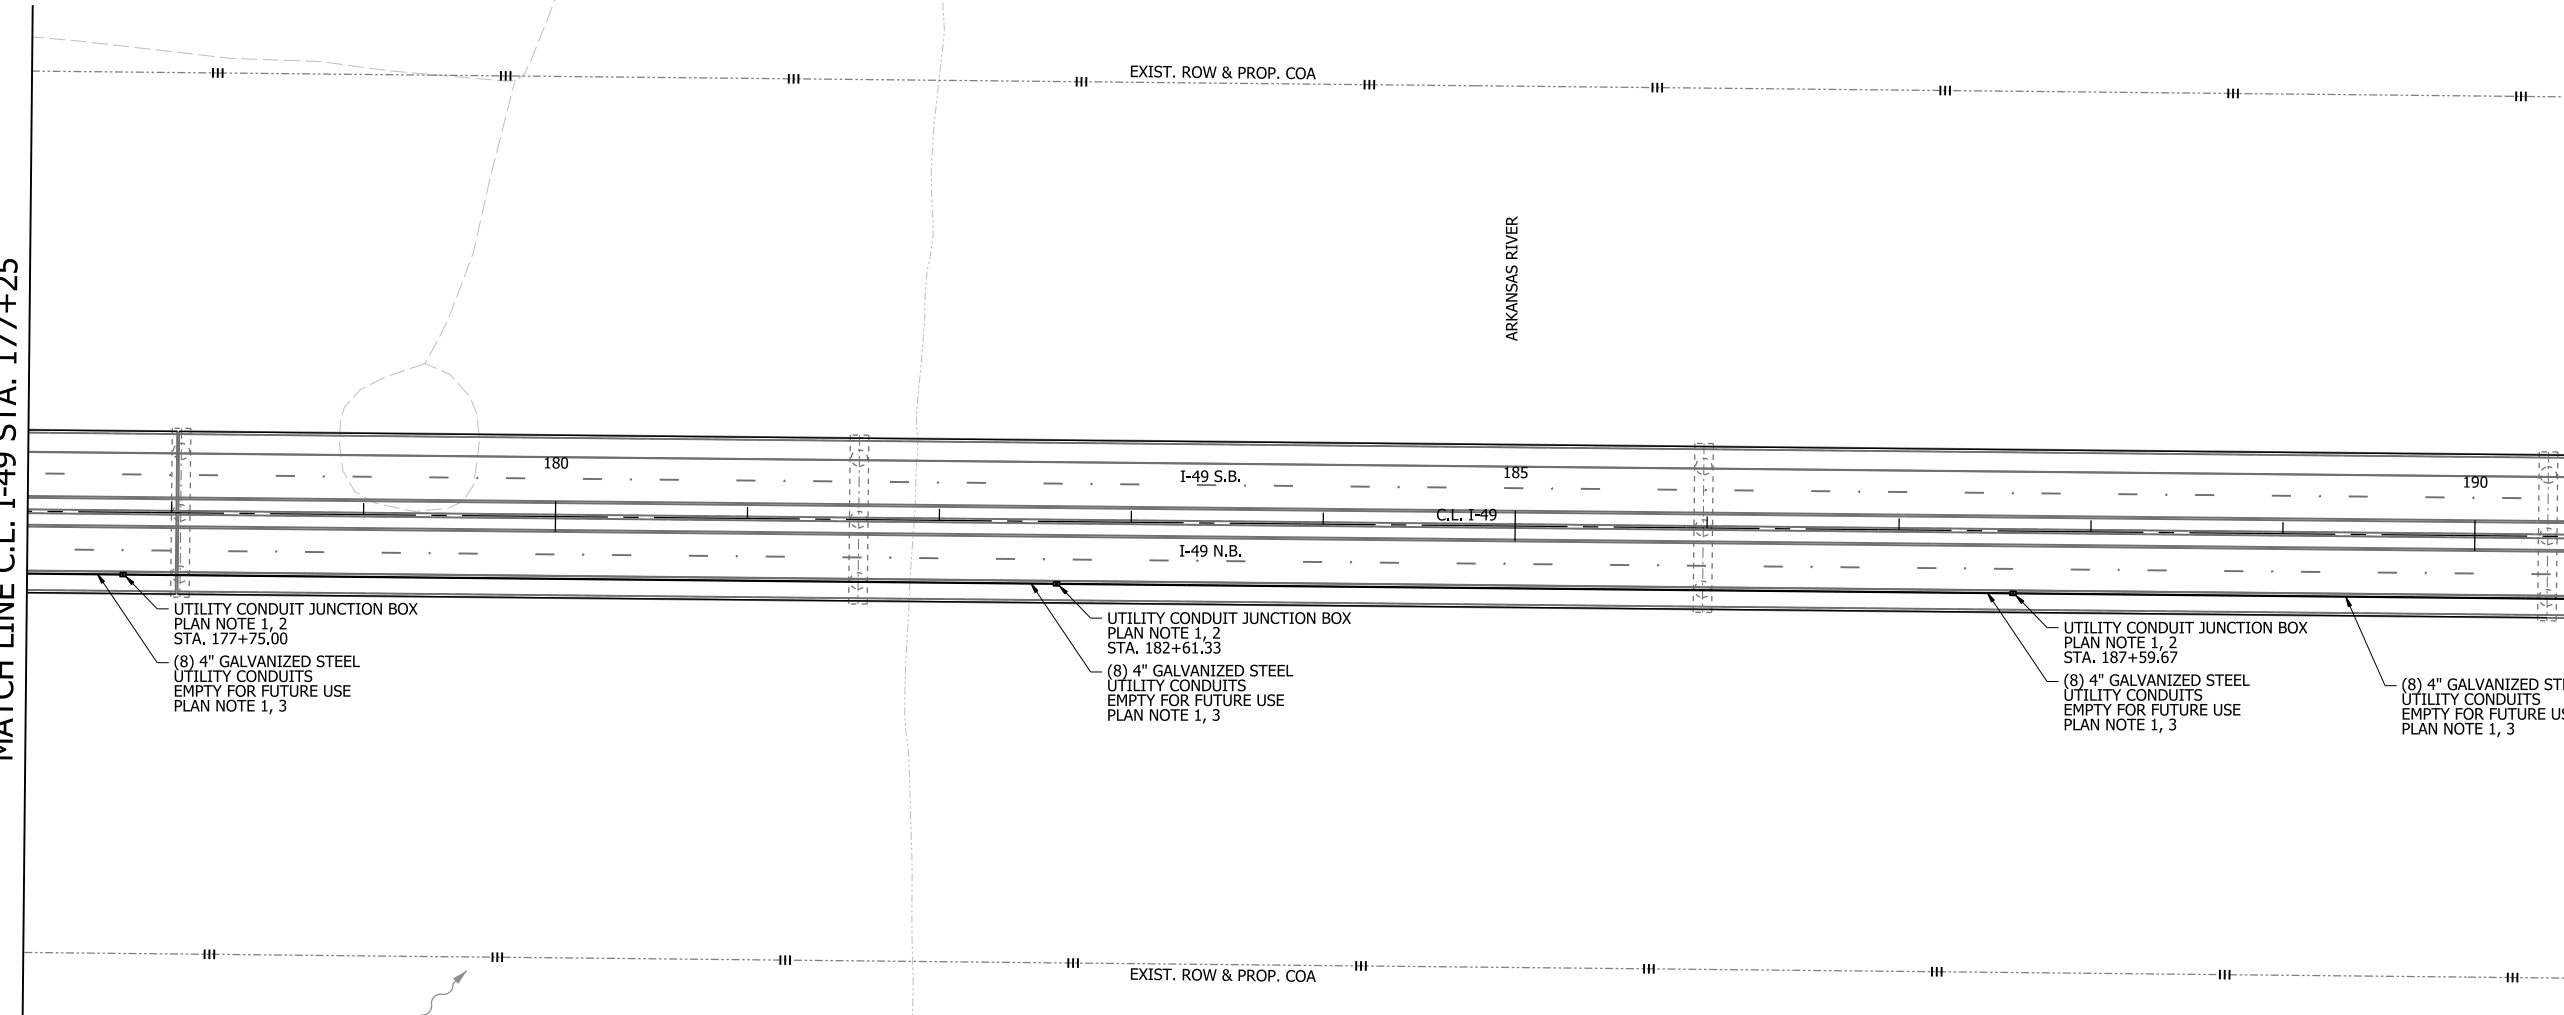 MATCH LINE C.L. I-49 STA. 177+25
EXIST. ROW & PROP. COA
ARKANSAS RIVER
180
I-49 S.B.
185
190
C.L. I-49
I-49 N.B.
UTILITY CONDUIT JUNCTION BOX
PLAN NOTE 1, 2
STA. 177+75.00
(8) 4" GALVANIZED STEEL
UTILITY CONDUITS
EMPTY FOR FUTURE USE
PLAN NOTE 1, 3
UTILITY CONDUIT JUNCTION BOX
PLAN NOTE 1, 2
STA. 182+61.33
(8) 4" GALVANIZED STEEL
UTILITY CONDUITS
EMPTY FOR FUTURE USE
PLAN NOTE 1, 3
UTILITY CONDUIT JUNCTION BOX
PLAN NOTE 1, 2
STA. 187+59.67
(8) 4" GALVANIZED STEEL
UTILITY CONDUITS
EMPTY FOR FUTURE USE
PLAN NOTE 1, 3
(8) 4" GALVANIZED
UTILITY CONDUITS
EMPTY FOR FUTURE
PLAN NOTE 1, 3
EXIST. ROW & PROP. COA